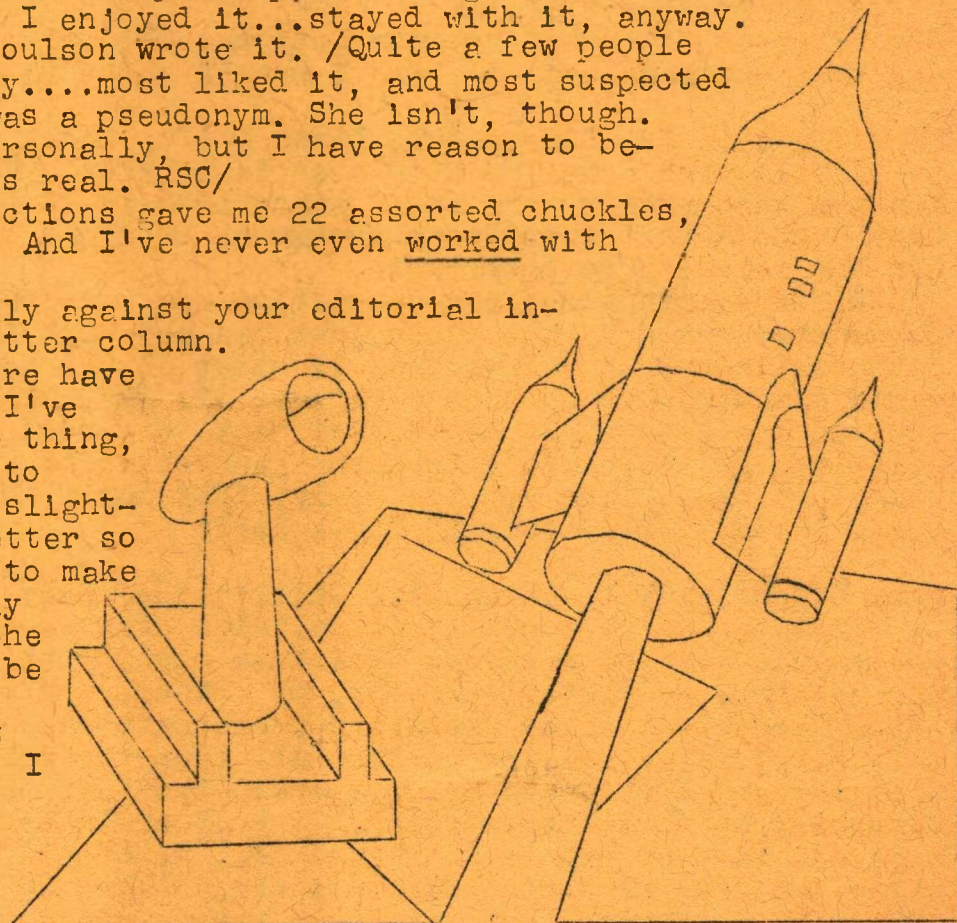 I enjoyed it...stayed with it, anyway.
oulson wrote it. /Quite a few people
y....most liked it, and most suspected
as a pseudonym. She isn't, though.
rsonally, but I have reason to be-
s real. RSC/
ctions gave me 22 assorted chuckles,
And I've never even worked with
ly against your editorial in-
tter column.
re have
I've
thing,
to
slight-
tter so
to make
y
he
be
I